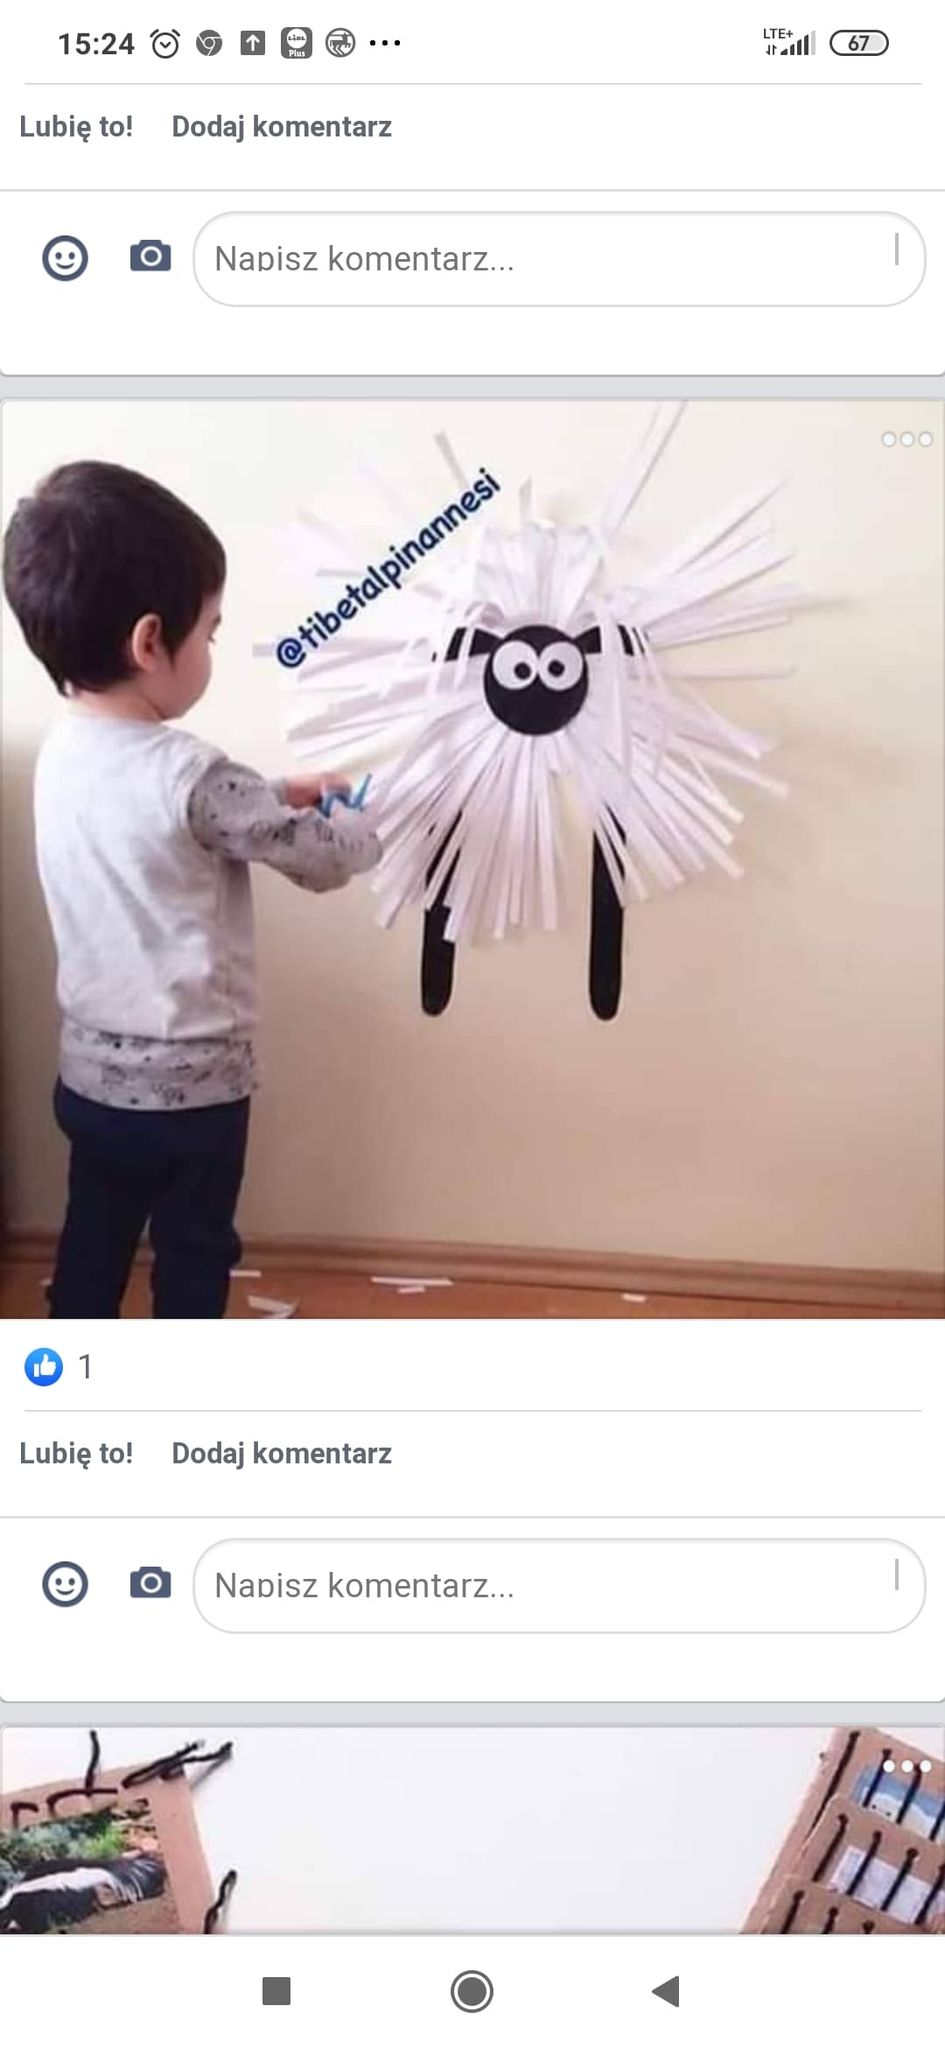 15:24
LTE+
67
Lubię to! Dodaj komentarz
Napisz komentarz...
@tibetalpinannesi
1
Lubię to! Dodaj komentarz
Napisz komentarz...